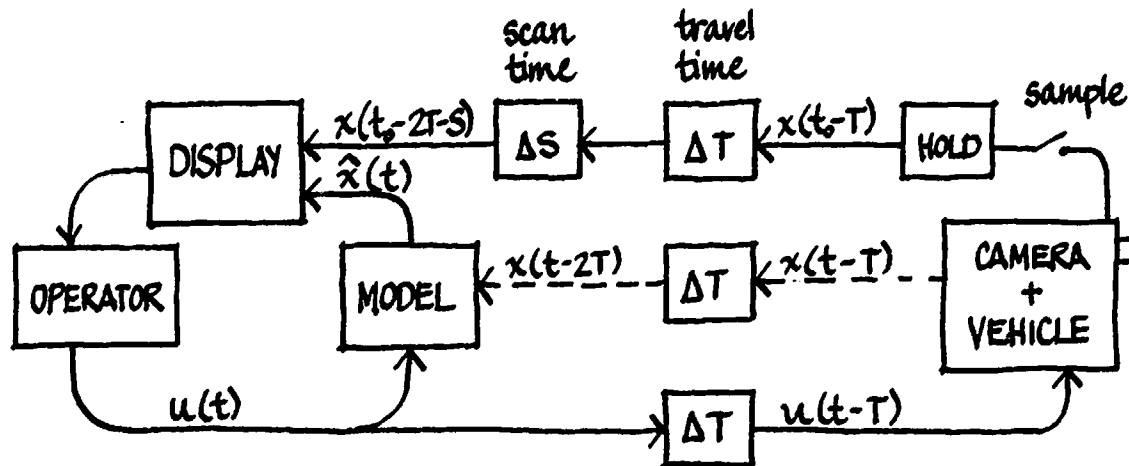 scan
time
travel
time
sample
x(t₀-2T-S)
ΔS
ΔT
x(t₀-T)
HOLD
DISPLAY
x̂(t)
OPERATOR
MODEL
x(t-2T)
ΔT
x(t-T)
CAMERA
+
VEHICLE
u(t)
ΔT
u(t-T)